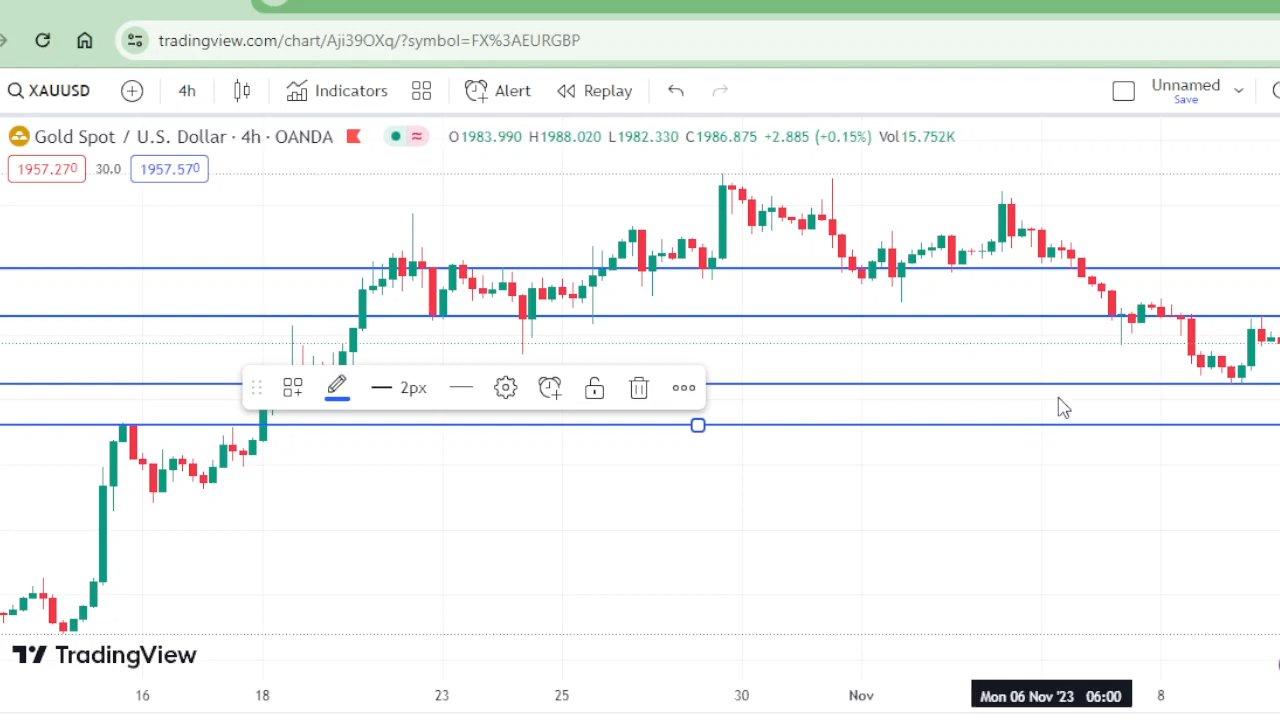 tradingview.com/chart/Aji39OXq/?symbol=FX%3AEURGBP
XAUUSD 4h Indicators Alert Replay Unnamed
Save
Gold Spot / U.S. Dollar · 4h · OANDA O1983.990 H1988.020 L1982.330 C1986.875 +2.885 (+0.15%) Vol15.752K
1957.270 30.0 1957.570
2px
TradingView
16 18 23 25 30 Nov Mon 06 Nov '23 06:00 8